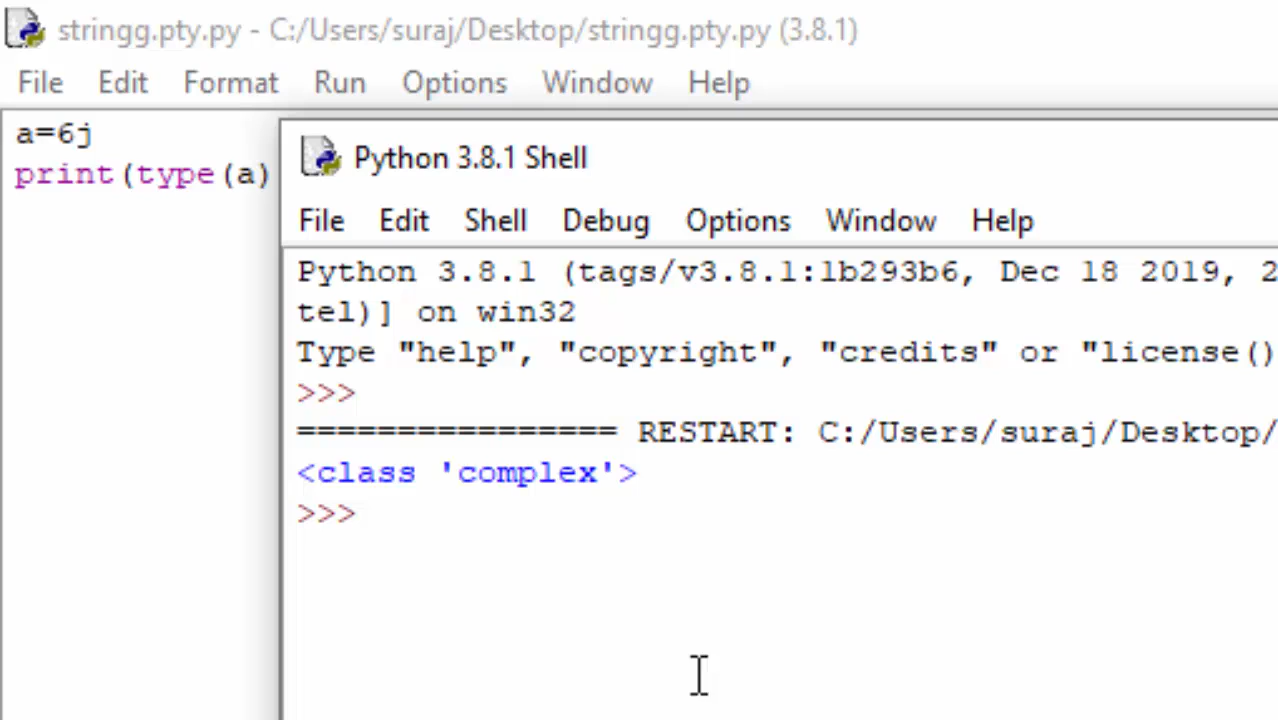 stringg.pty.py - C:/Users/suraj/Desktop/stringg.pty.py (3.8.1)
File Edit Format Run Options Window Help
a=6j
print(type(a)
Python 3.8.1 Shell
File Edit Shell Debug Options Window Help
Python 3.8.1 (tags/v3.8.1:1b293b6, Dec 18 2019, 2
tel)] on win32
Type "help", "copyright", "credits" or "license()
>>>
================ RESTART: C:/Users/suraj/Desktop/
<class 'complex'>
>>>